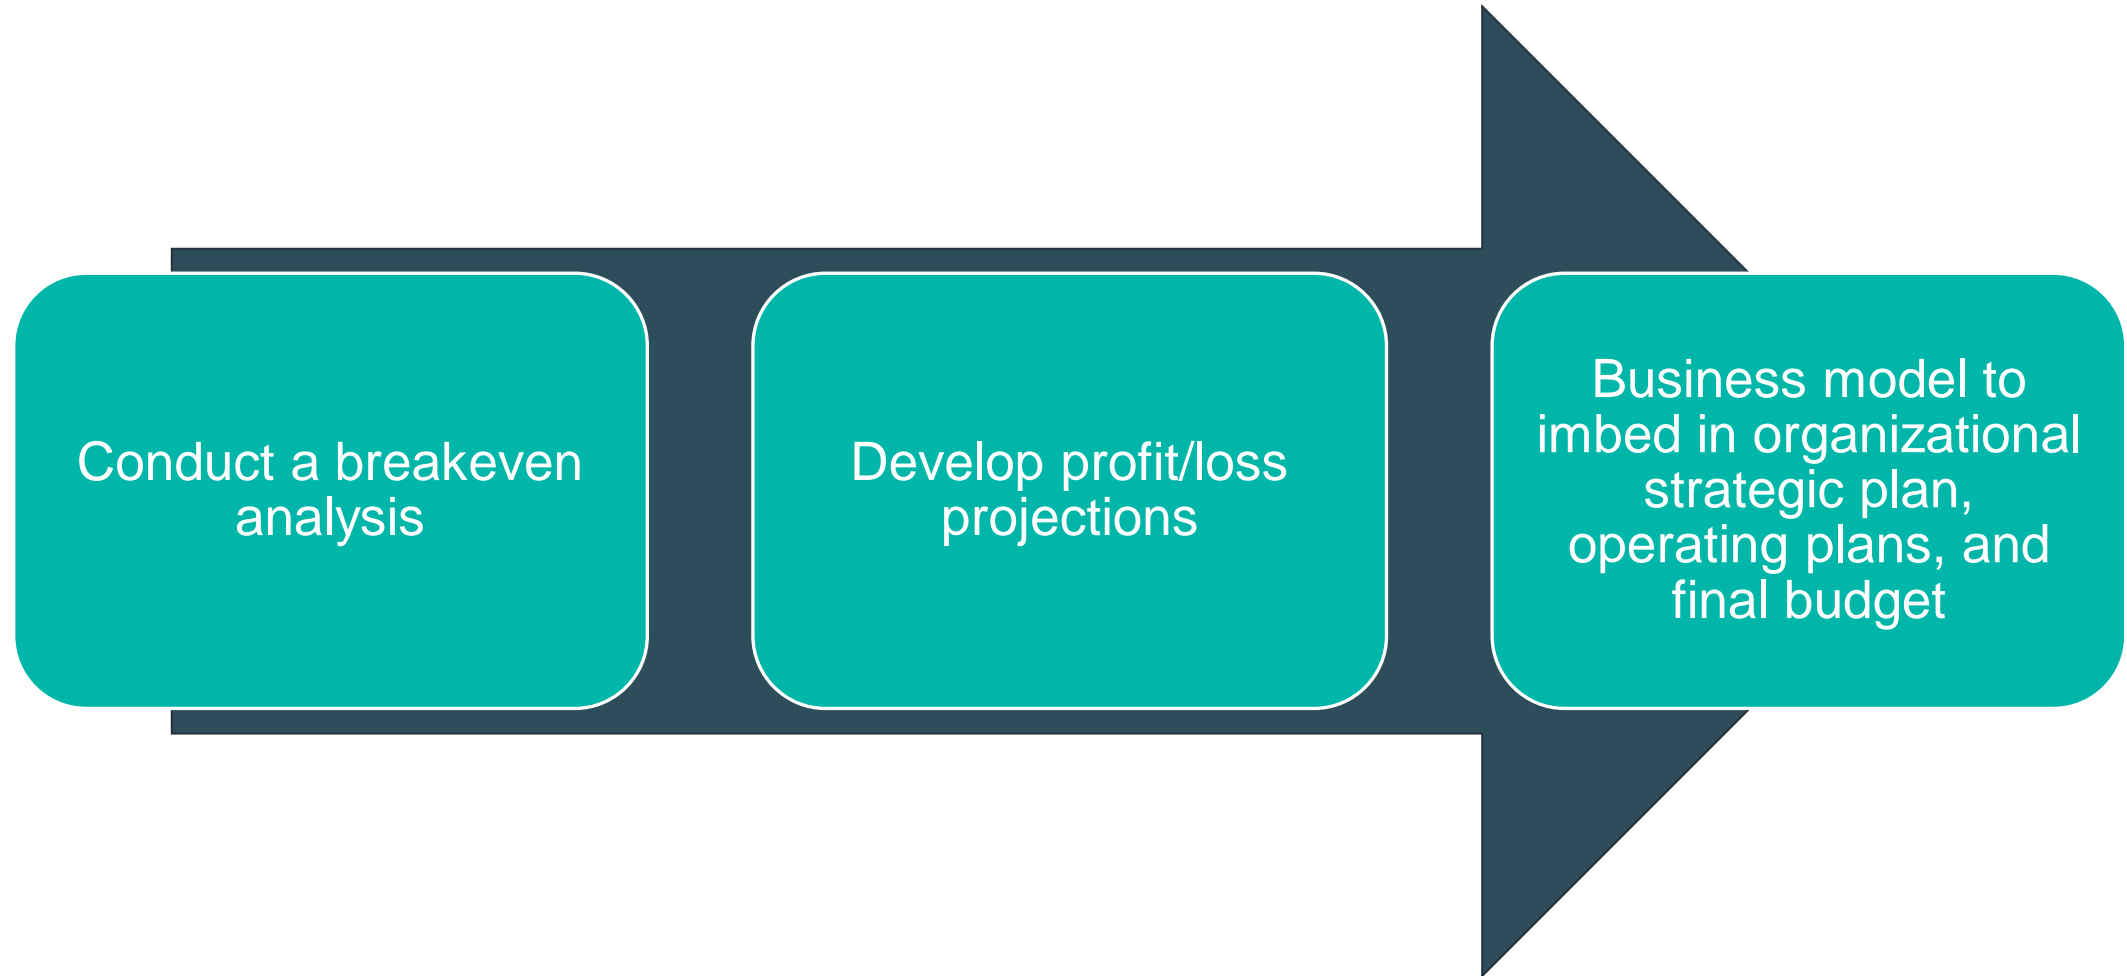 Conduct a breakeven
analysis
Develop profit/loss
projections
Business model to
imbed in organizational
strategic plan,
operating plans, and
final budget